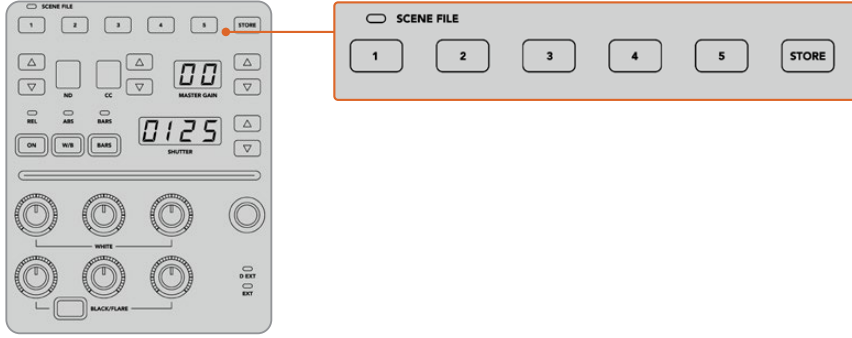 SCENE FILE
1 2 3 4 5 STORE
ND CC 00
MASTER GAIN
REL ABS BARS
ON W/B BARS
0125
SHUTTER
WHITE
D EXT
EXT
BLACK/FLARE
SCENE FILE
1 2 3 4 5 STORE